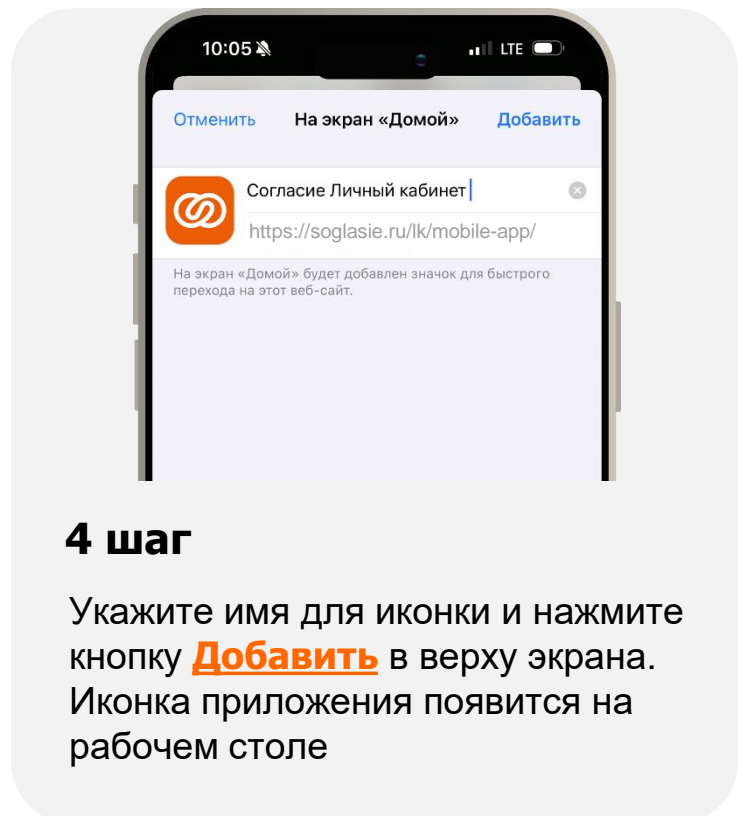 10:05
LTE
Отменить На экран «Домой» Добавить
Согласие Личный кабинет
https://soglasie.ru/lk/mobile-app/
На экран «Домой» будет добавлен значок для быстрого
перехода на этот веб-сайт.
4 шаг
Укажите имя для иконки и нажмите
кнопку Добавить в верху экрана.
Иконка приложения появится на
рабочем столе